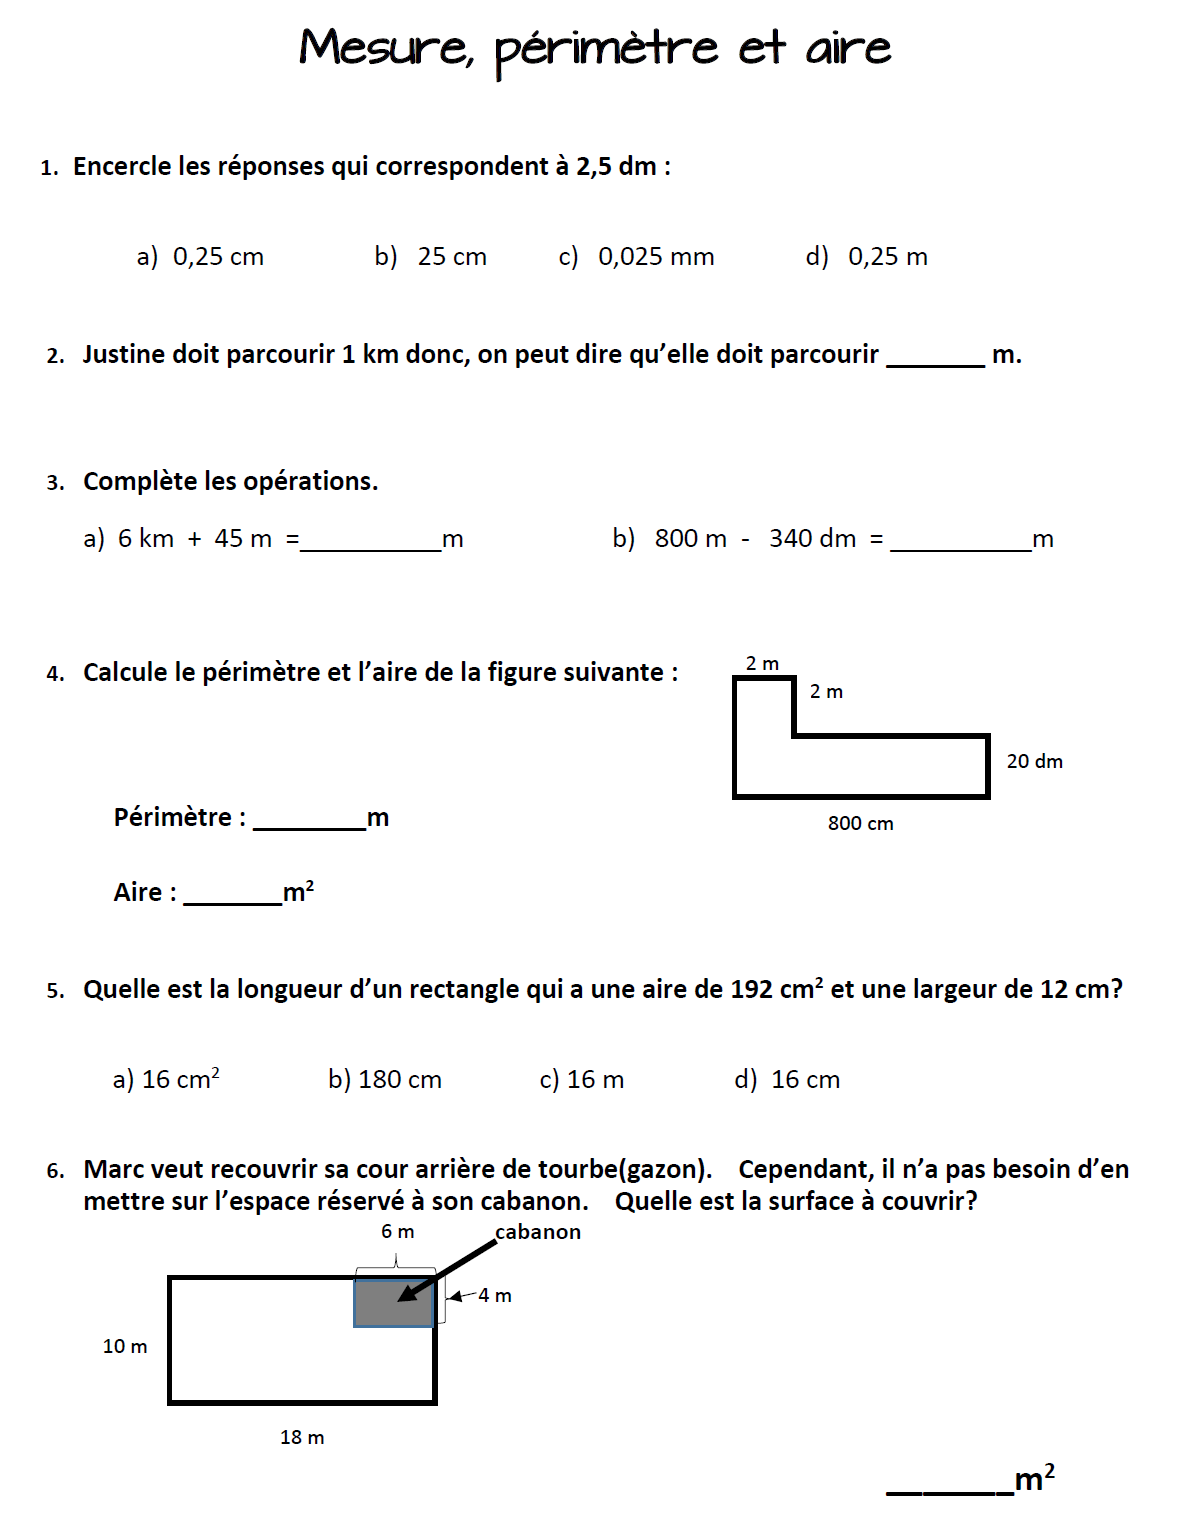 Mesure, périmètre et aire
1. Encercle les réponses qui correspondent à 2,5 dm :
a) 0,25 cm b) 25 cm c) 0,025 mm d) 0,25 m
2. Justine doit parcourir 1 km donc, on peut dire qu’elle doit parcourir _______ m.
3. Complète les opérations.
a) 6 km + 45 m =__________m b) 800 m - 340 dm = __________m
4. Calcule le périmètre et l’aire de la figure suivante :
2 m
2 m
20 dm
800 cm
Périmètre : ________m
Aire : _______m²
5. Quelle est la longueur d’un rectangle qui a une aire de 192 cm² et une largeur de 12 cm?
a) 16 cm² b) 180 cm c) 16 m d) 16 cm
6. Marc veut recouvrir sa cour arrière de tourbe(gazon). Cependant, il n’a pas besoin d’en
mettre sur l’espace réservé à son cabanon. Quelle est la surface à couvrir?
6 m cabanon
4 m
10 m
18 m
_______m²